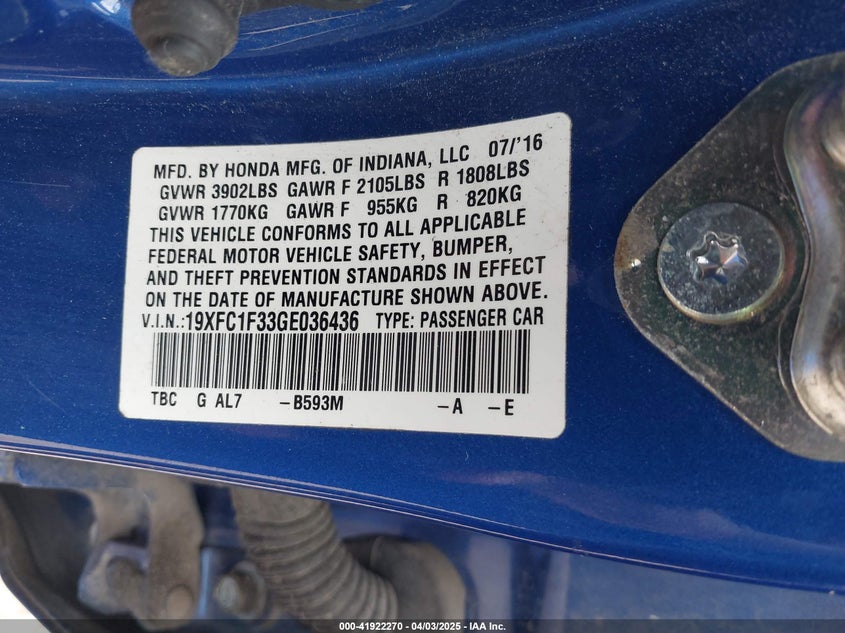 MFD. BY HONDA MFG. OF INDIANA, LLC 07/'16
GVWR 3902LBS GAWR F 2105LBS R 1808LBS
GVWR 1770KG GAWR F 955KG R 820KG
THIS VEHICLE CONFORMS TO ALL APPLICABLE
FEDERAL MOTOR VEHICLE SAFETY, BUMPER,
AND THEFT PREVENTION STANDARDS IN EFFECT
ON THE DATE OF MANUFACTURE SHOWN ABOVE.
V.I.N.:19XFC1F33GE036436 TYPE: PASSENGER CAR
TBC G AL7 –B593M –A –E
000-41922270 - 04/03/2025 - IAA Inc.